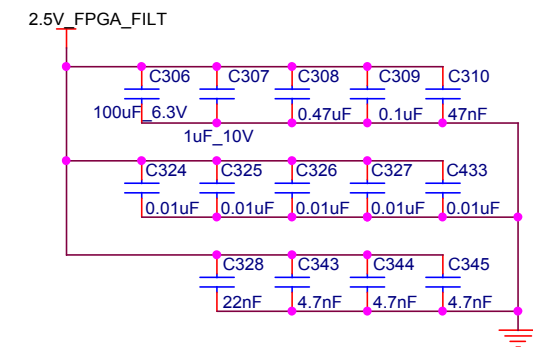 2.5V_FPGA_FILT
C306 C307 C308 C309 C310
100uF_6.3V 0.47uF 0.1uF 47nF
1uF_10V
C324 C325 C326 C327 C433
0.01uF 0.01uF 0.01uF 0.01uF 0.01uF
C328 C343 C344 C345
22nF 4.7nF 4.7nF 4.7nF